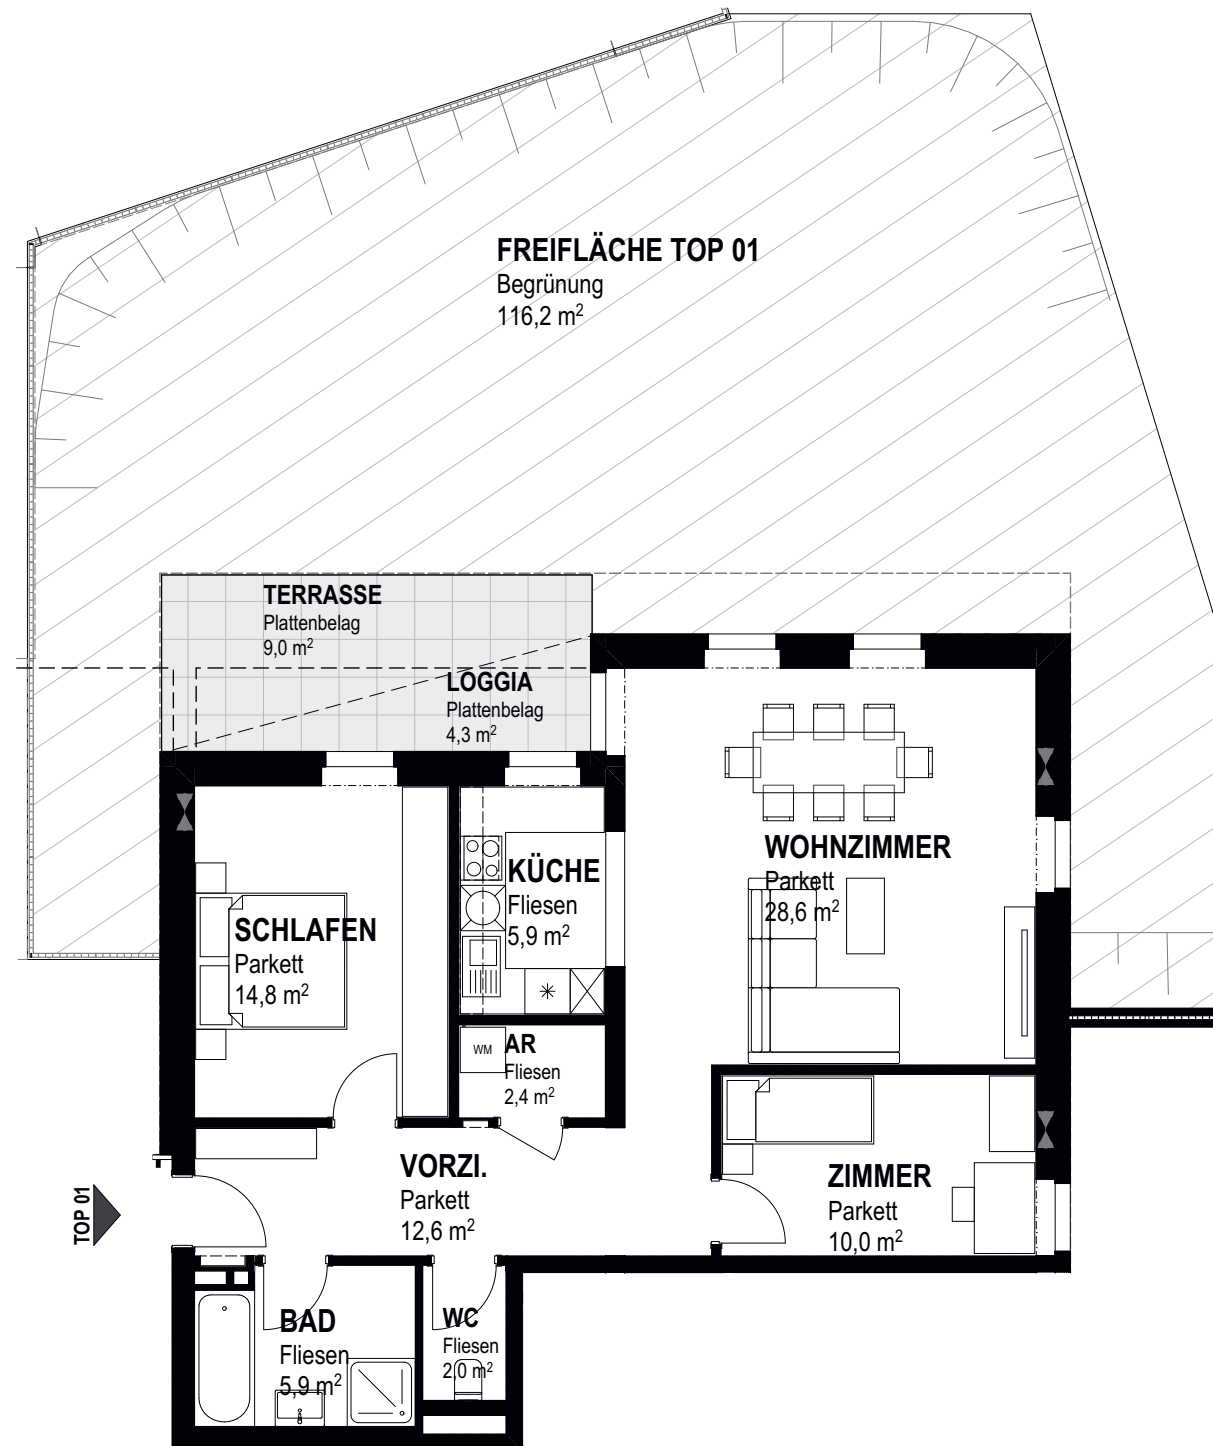 FREIFLÄCHE TOP 01
Begrünung
116,2 m²
TERRASSE
Plattenbelag
9,0 m²
LOGGIA
Plattenbelag
4,3 m²
WOHNZIMMER
Parkett
28,6 m²
KÜCHE
Fliesen
5,9 m²
SCHLAFEN
Parkett
14,8 m²
WM
AR
Fliesen
2,4 m²
VORZI.
Parkett
12,6 m²
ZIMMER
Parkett
10,0 m²
TOP 01
BAD
Fliesen
5,9 m²
WC
Fliesen
2,0 m²